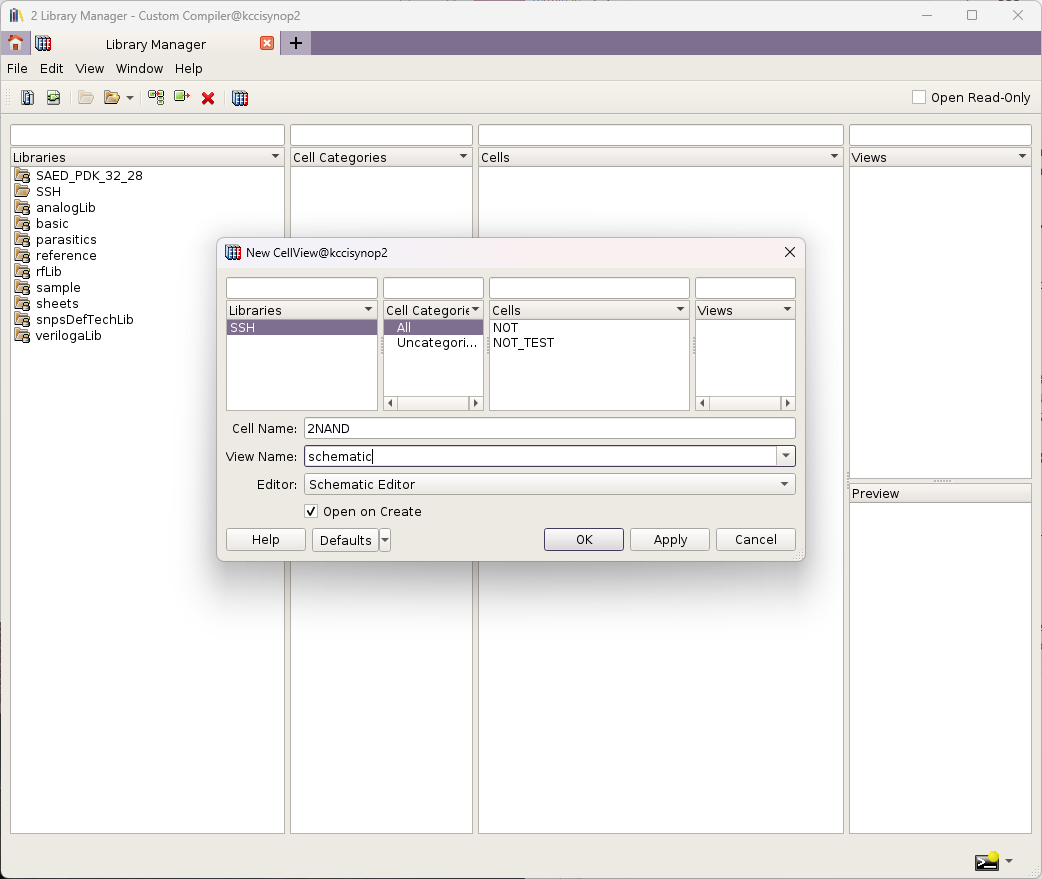 2 Library Manager - Custom Compiler@kccisynop2
Library Manager
File Edit View Window Help
Open Read-Only
Libraries Cell Categories Cells Views
SAED_PDK_32_28
SSH
analogLib
basic
parasitics
reference
rfLib
sample
sheets
snpsDefTechLib
verilogaLib
New CellView@kccisynop2
Libraries Cell Categorie Cells Views
SSH All NOT
Uncategori... NOT_TEST
Cell Name: 2NAND
View Name: schematic
Editor: Schematic Editor
Open on Create
Help Defaults OK Apply Cancel
Preview